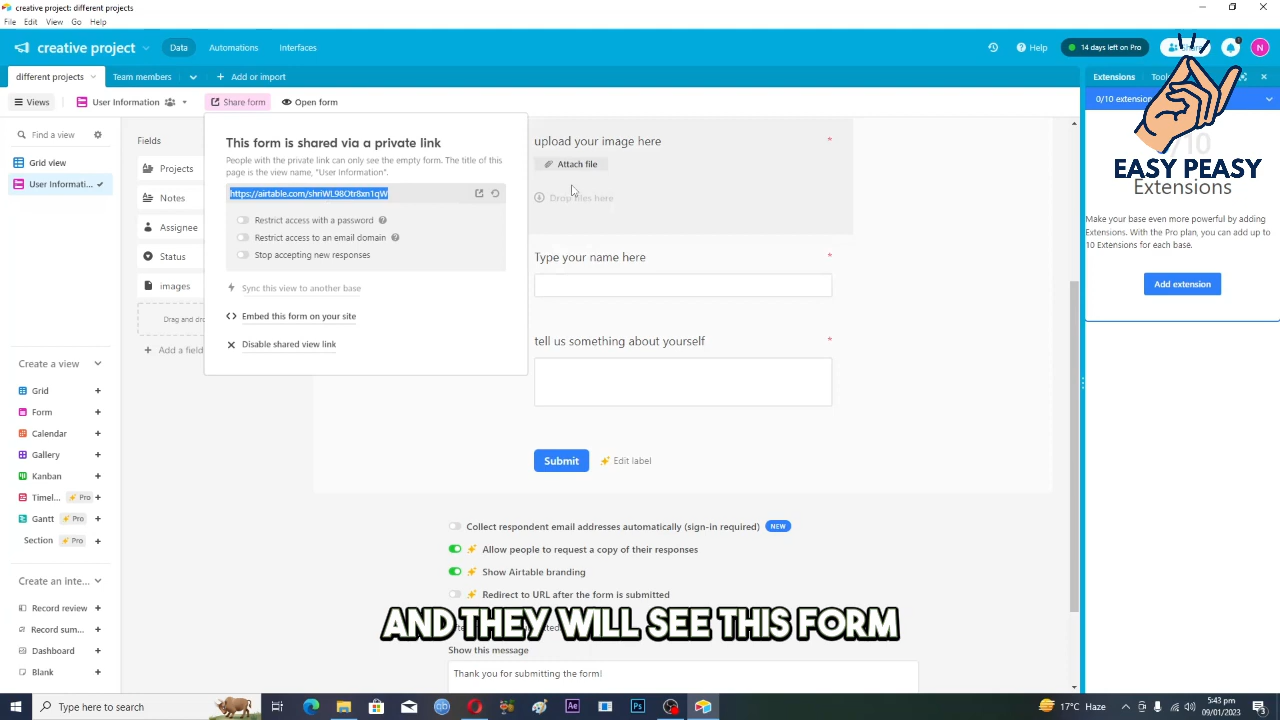 creative project: different projects
File Edit View Go Help
creative project Data Automations Interfaces Help 14 days left on Pro Share N
different projects Team members + Add or import Extensions
Views User Information Share form Open form 0/10
Find a view
Grid view
User Informati...
Create a view
Grid +
Form +
Calendar +
Gallery +
Kanban +
Timel... Pro +
Gantt Pro +
Section Pro +
Create an inte...
Record review +
Record sum... +
Dashboard +
Blank +
Fields
Projects
Notes
Assignee
Status
images
+ Add a field
This form is shared via a private link
People with the private link can only see the empty form. The title of this
page is the view name, "User Information".
https://airtable.com/shriWL98Otr8xn1qW
Restrict access with a password ?
Restrict access to an email domain ?
Stop accepting new responses
Sync this view to another base
Embed this form on your site
Disable shared view link
upload your image here *
Attach file
Drop files here
Type your name here *
tell us something about yourself *
Submit Edit label
Collect respondent email addresses automatically (sign-in required) NEW
Allow people to request a copy of their responses
Show Airtable branding
Redirect to URL after the form is submitted
AND THEY WILL SEE THIS FORM
Show this message
Thank you for submitting the form!
EASY PEASY
Extensions
Make your base even more powerful by adding
Extensions. With the Pro plan, you can add up to
10 Extensions for each base.
Add extension
Type here to search Ae Ps 17°C Haze 5:43 pm
09/01/2023